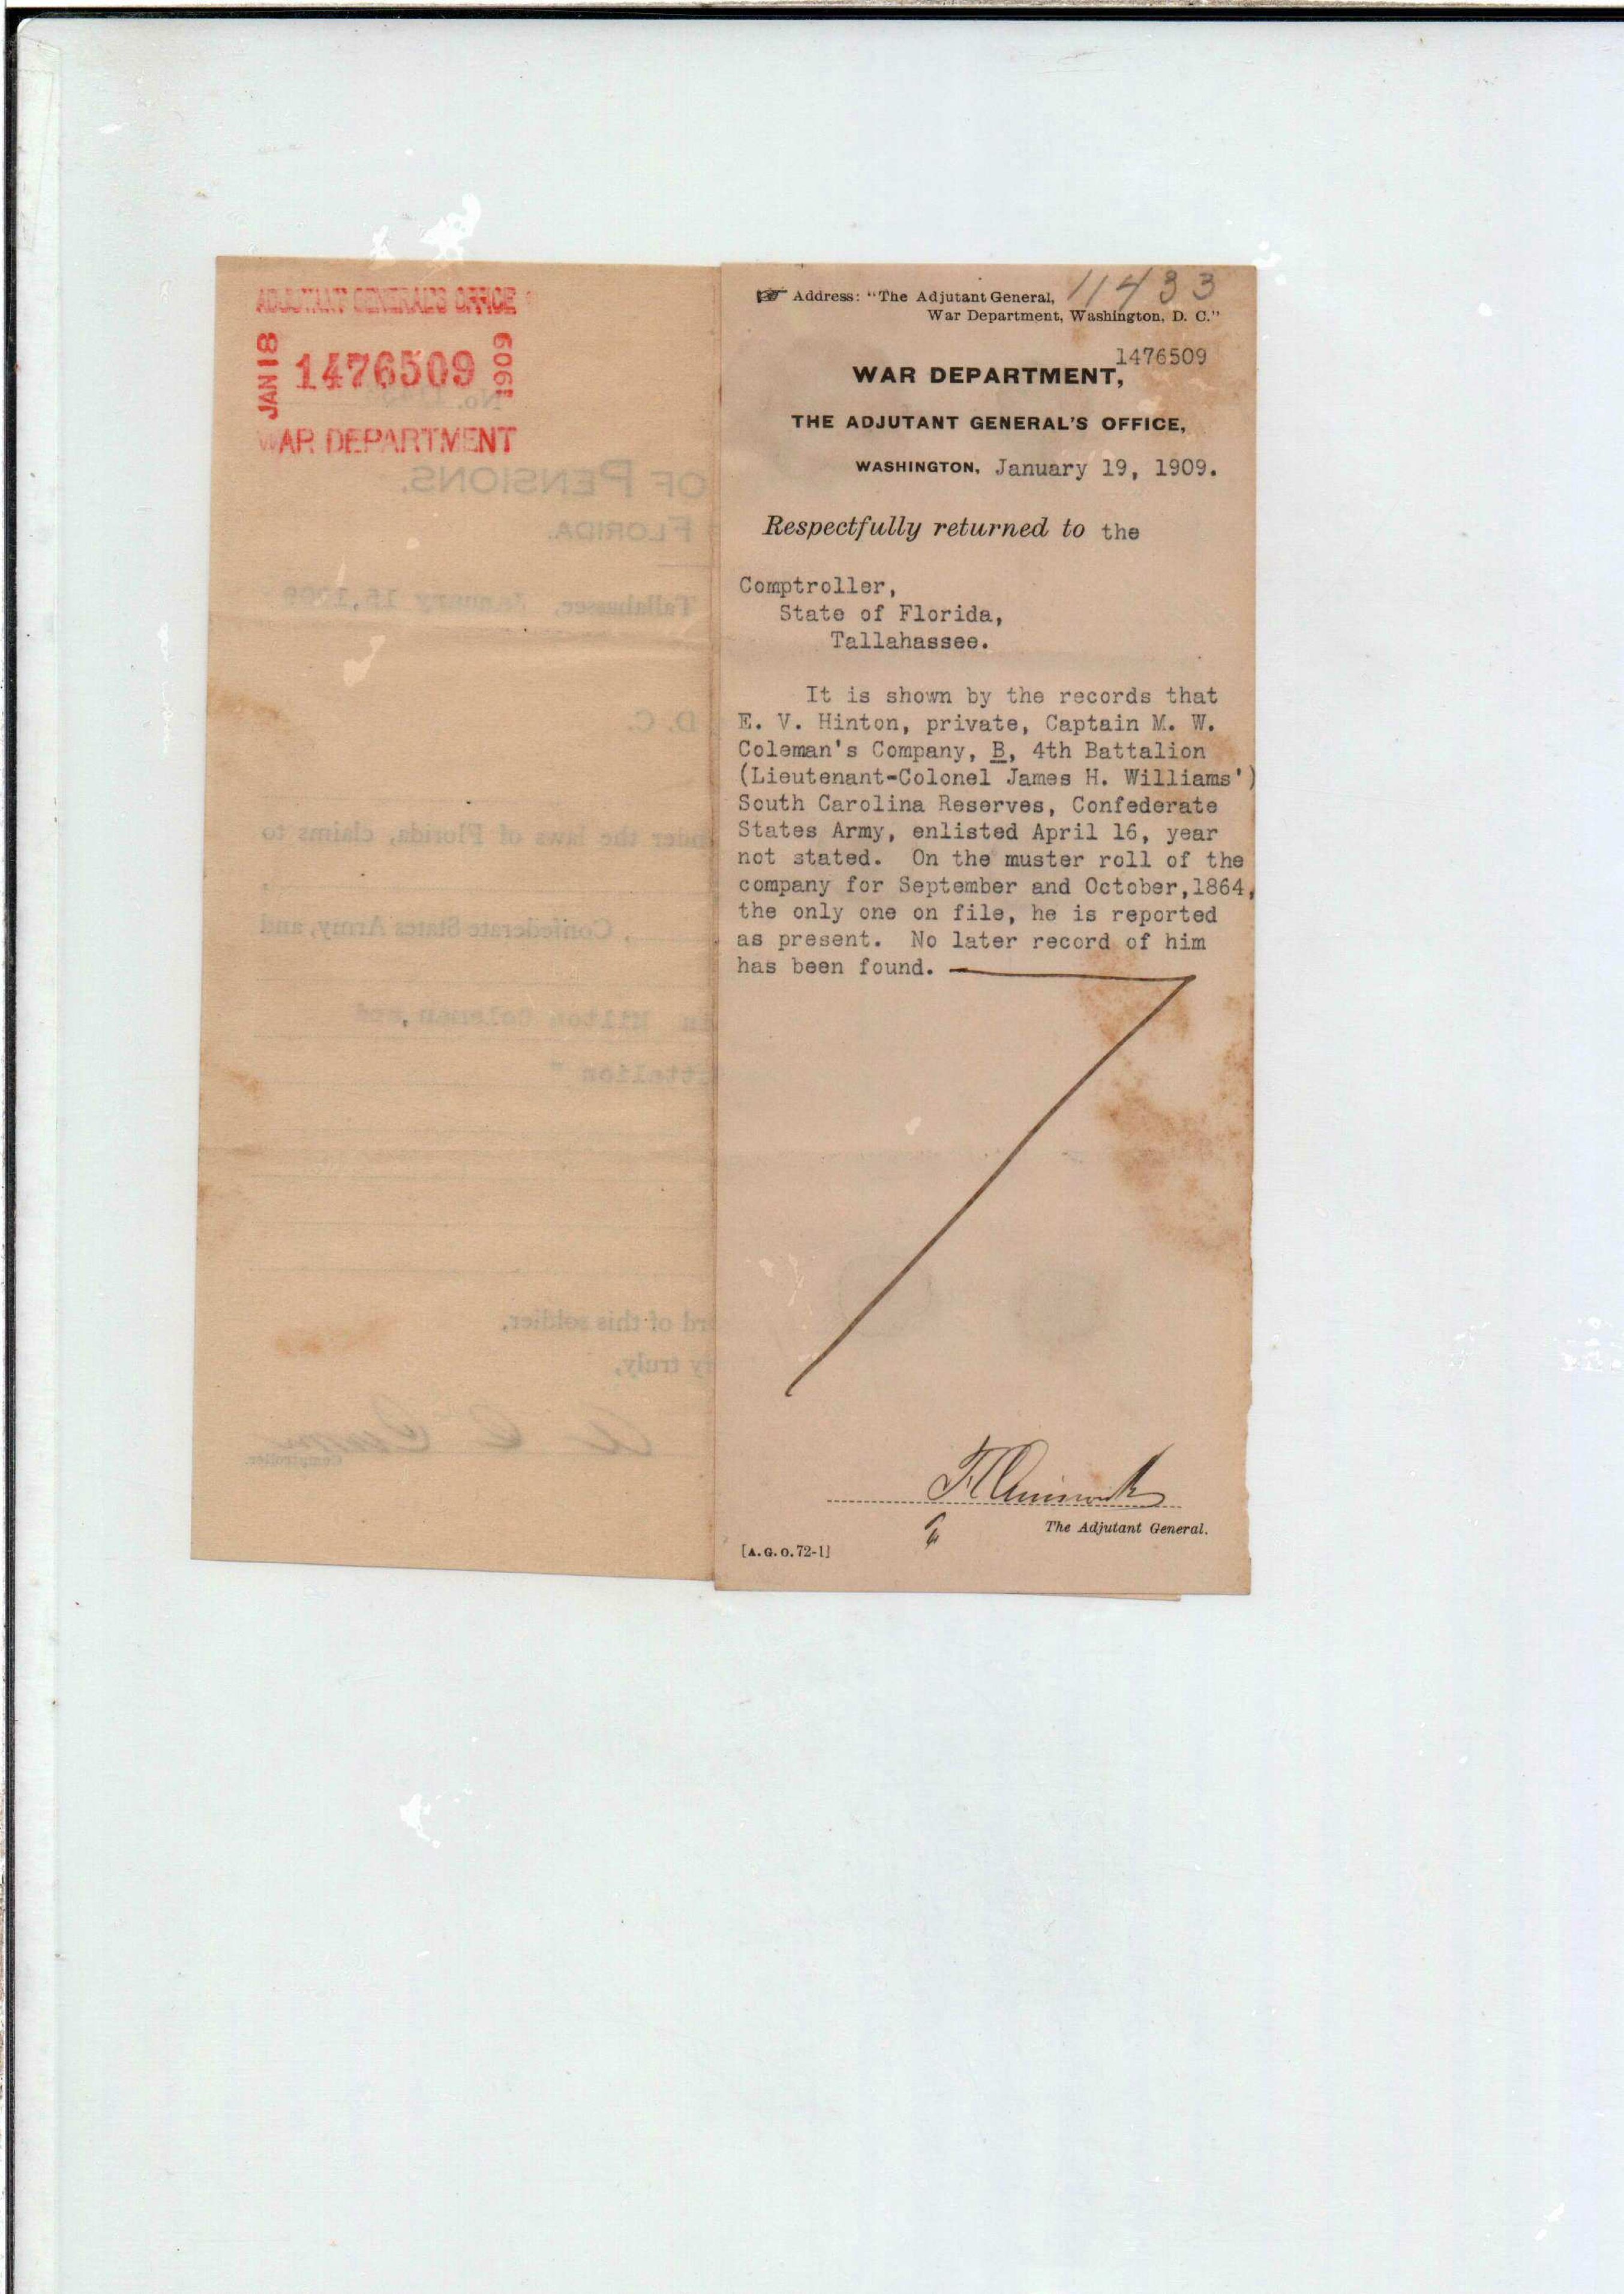 ADJUTANT GENERAL'S OFFICE
JAN 18
1476509
1909
WAR DEPARTMENT
No.
OF PENSIONS.
FLORIDA.
Tallahassee, January 15, 1909
D. C.
under the laws of Florida, claims to
, Confederate States Army, and
Milton Coleman,
rd of this soldier.
y truly,
Comptroller.
☞ Address: "The Adjutant General,
War Department, Washington, D. C."
11433
1476509
WAR DEPARTMENT,
THE ADJUTANT GENERAL'S OFFICE,
WASHINGTON, January 19, 1909.
Respectfully returned to the
Comptroller,
State of Florida,
Tallahassee.
It is shown by the records that
E. V. Hinton, private, Captain M. W.
Coleman's Company, B, 4th Battalion
(Lieutenant-Colonel James H. Williams')
South Carolina Reserves, Confederate
States Army, enlisted April 16, year
not stated. On the muster roll of the
company for September and October,1864,
the only one on file, he is reported
as present. No later record of him
has been found.
F C Ainsworth
The Adjutant General.
[A. G. O. 72-1]